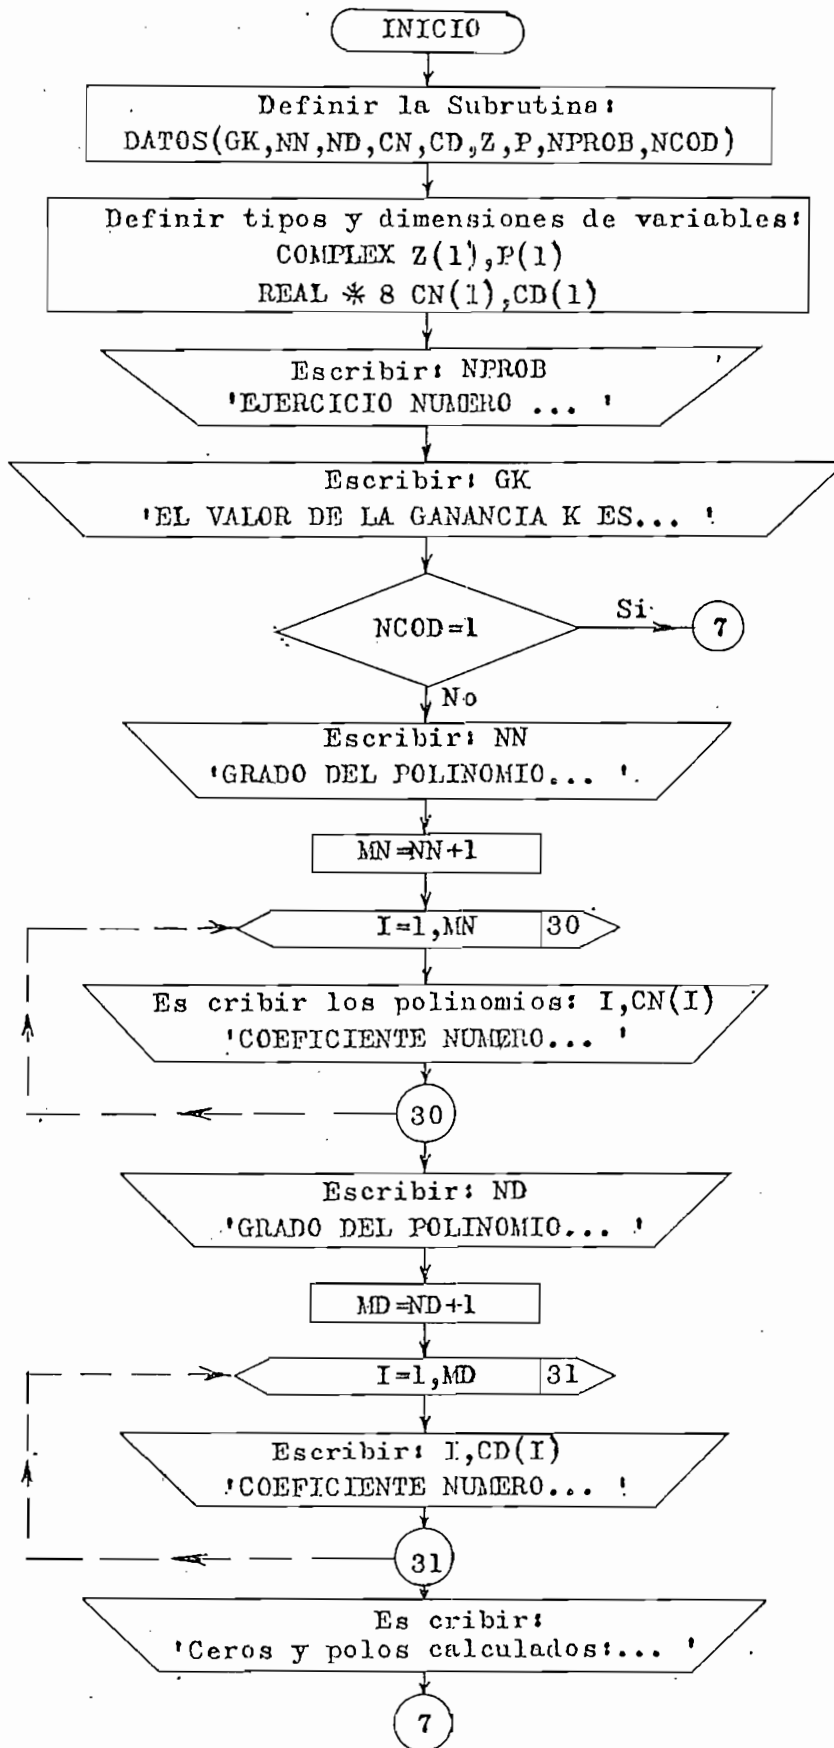 INICIO
Definir la Subrutina:
DATOS(GK,NN,ND,CN,CD,Z,P,NPROB,NCOD)
Definir tipos y dimensiones de variables:
COMPLEX Z(1),P(1)
REAL * 8 CN(1),CD(1)
Escribir: NPROB
'EJERCICIO NUMERO ... '
Escribir: GK
'EL VALOR DE LA GANANCIA K ES... '
NCOD=1
Si
7
No
Escribir: NN
'GRADO DEL POLINOMIO... '
MN=NN+1
I=1,MN 30
Es cribir los polinomios: I,CN(I)
'COEFICIENTE NUMERO... '
30
Escribir: ND
'GRADO DEL POLINOMIO... '
MD=ND+1
I=1,MD 31
Escribir: I,CD(I)
'COEFICIENTE NUMERO... '
31
Es cribir:
'Ceros y polos calculados:... '
7